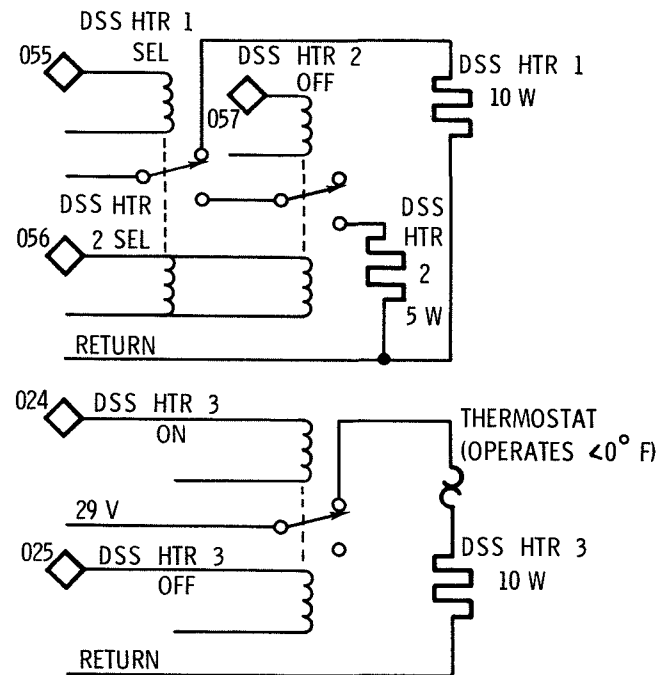 DSS HTR 1
SEL
055
DSS HTR 2
OFF
057
DSS HTR 1
10 W
DSS HTR
2 SEL
056
DSS
HTR
2
5 W
RETURN
024
DSS HTR 3
ON
THERMOSTAT
(OPERATES <0° F)
29 V
025
DSS HTR 3
OFF
DSS HTR 3
10 W
RETURN